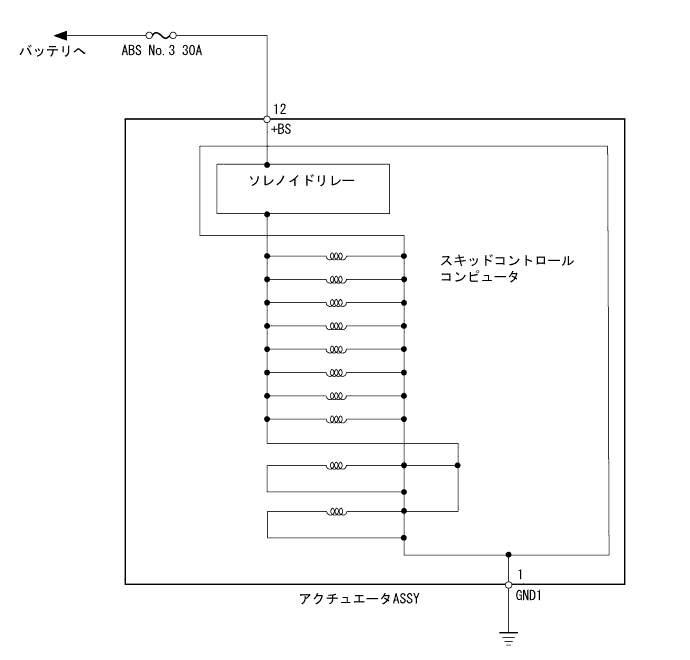 バッテリへ
ABS No.3 30A
12
+BS
ソレノイドリレー
スキッドコントロール
コンピュータ
1
GND1
アクチュエータASSY